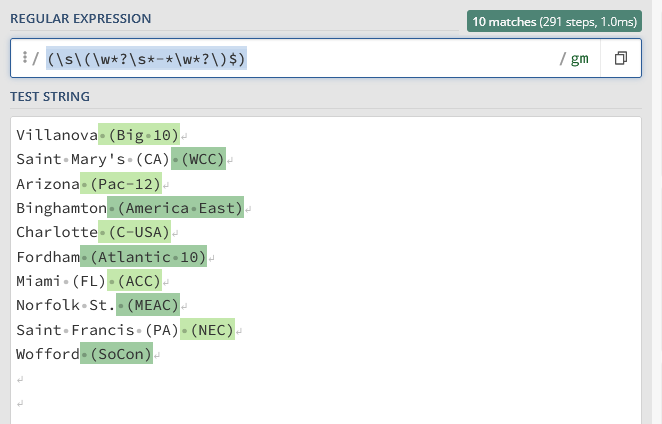 REGULAR EXPRESSION
10 matches (291 steps, 1.0ms)
/ (\s\(\w*?\s*-*\w*?\)$) / gm
TEST STRING
Villanova (Big 10)
Saint Mary's (CA) (WCC)
Arizona (Pac-12)
Binghamton (America East)
Charlotte (C-USA)
Fordham (Atlantic 10)
Miami (FL) (ACC)
Norfolk St. (MEAC)
Saint Francis (PA) (NEC)
Wofford (SoCon)